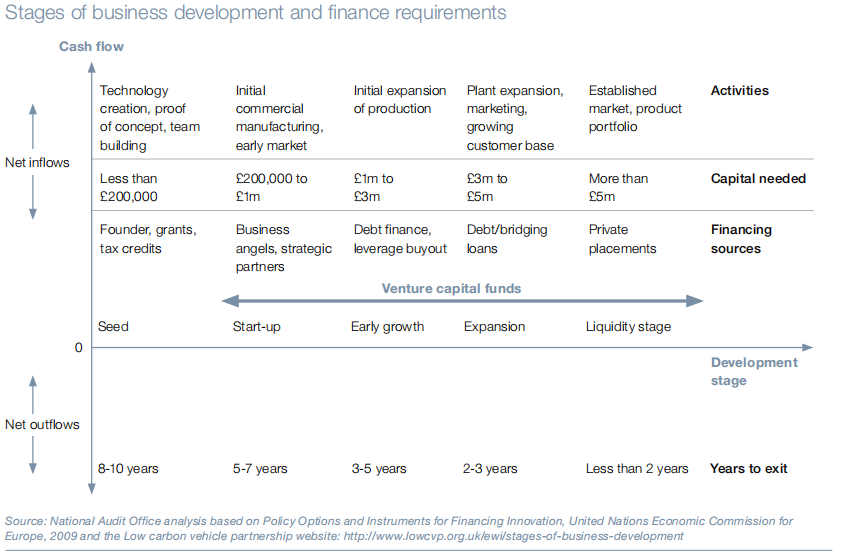 Stages of business development and finance requirements
Cash flow
Technology
creation, proof
of concept, team
building
Initial
commercial
manufacturing,
early market
Initial expansion
of production
Plant expansion,
marketing,
growing
customer base
Established
market, product
portfolio
Activities
Net inflows
Less than
£200,000
£200,000 to
£1m
£1m to
£3m
£3m to
£5m
More than
£5m
Capital needed
Founder, grants,
tax credits
Business
angels, strategic
partners
Debt finance,
leverage buyout
Debt/bridging
loans
Private
placements
Financing
sources
Venture capital funds
Seed
Start-up
Early growth
Expansion
Liquidity stage
0
Development
stage
Net outflows
8-10 years
5-7 years
3-5 years
2-3 years
Less than 2 years
Years to exit
Source: National Audit Office analysis based on Policy Options and Instruments for Financing Innovation, United Nations Economic Commission for
Europe, 2009 and the Low carbon vehicle partnership website: http://www.lowcvp.org.uk/ewi/stages-of-business-development